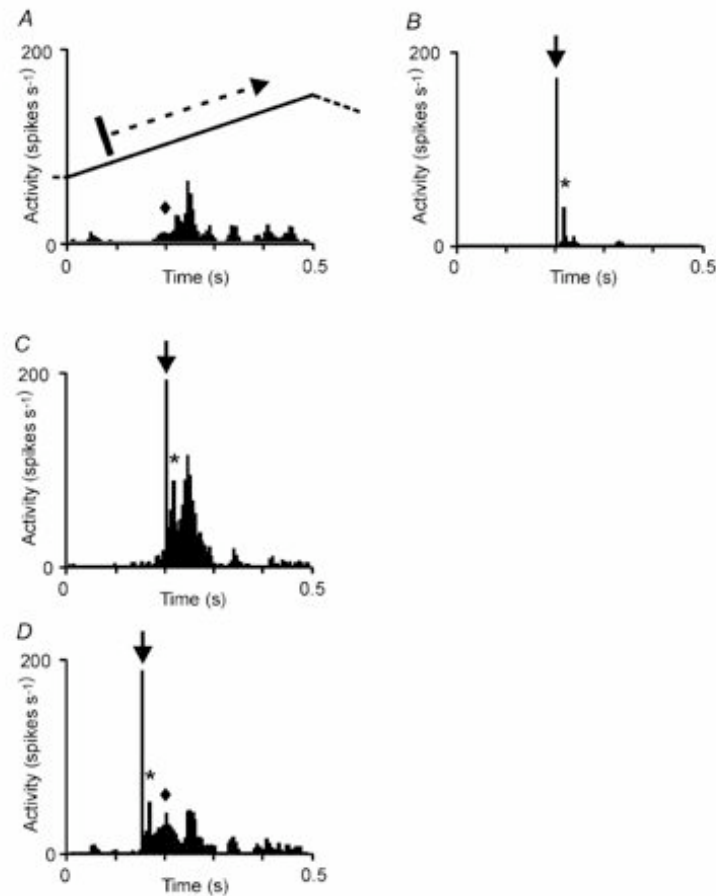 A
200
Activity (spikes s-1)
0
0
0.5
Time (s)
B
200
Activity (spikes s-1)
*
0
0
0.5
Time (s)
C
200
Activity (spikes s-1)
*
0
0
0.5
Time (s)
D
200
Activity (spikes s-1)
*
0
0
0.5
Time (s)